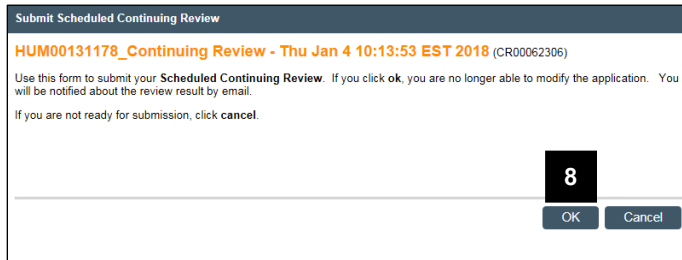 Submit Scheduled Continuing Review
HUM00131178_Continuing Review - Thu Jan 4 10:13:53 EST 2018 (CR00062306)
Use this form to submit your Scheduled Continuing Review. If you click ok, you are no longer able to modify the application. You
will be notified about the review result by email.
If you are not ready for submission, click cancel.
8
OK Cancel